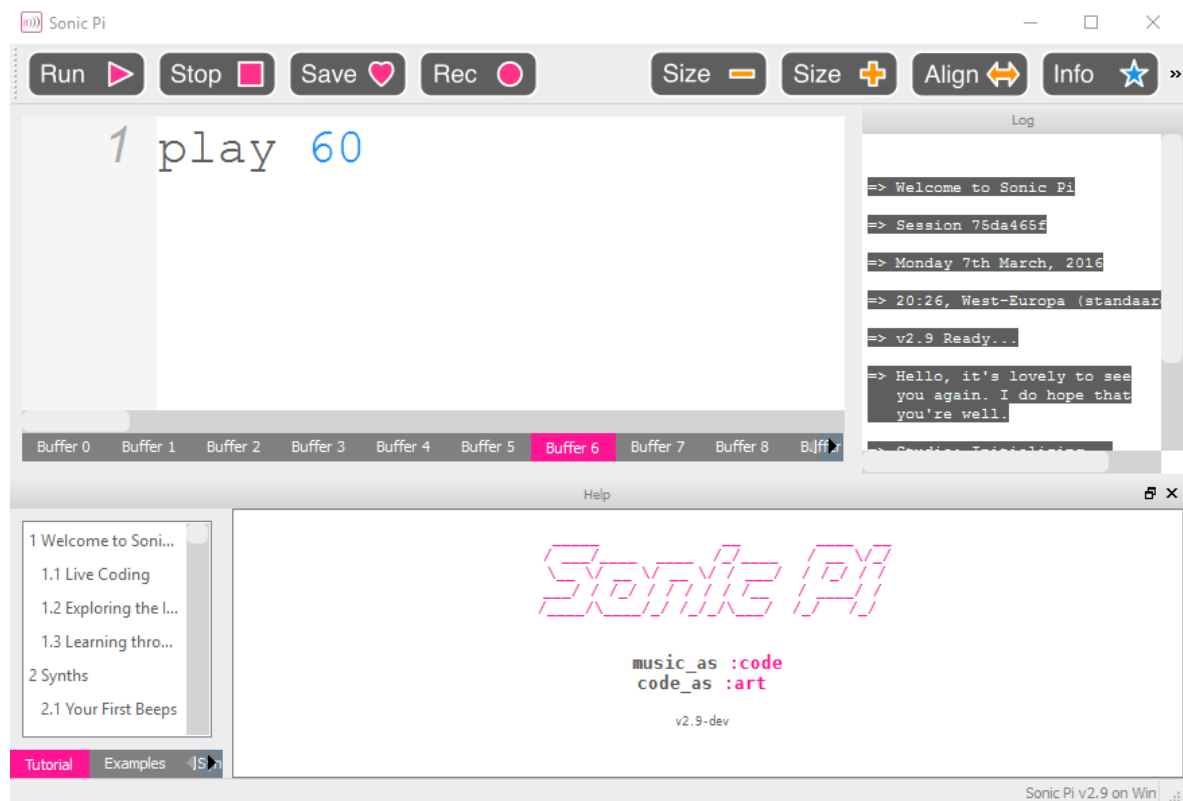 Sonic Pi
Run Stop Save Rec Size Size Align Info »
1 play 60
Log
=> Welcome to Sonic Pi
=> Session 75da465f
=> Monday 7th March, 2016
=> 20:26, West-Europa (standaar
=> v2.9 Ready...
=> Hello, it's lovely to see
you again. I do hope that
you're well.
=> Studio: Initialising
Buffer 0 Buffer 1 Buffer 2 Buffer 3 Buffer 4 Buffer 5 Buffer 6 Buffer 7 Buffer 8
Help
1 Welcome to Soni...
1.1 Live Coding
1.2 Exploring the I...
1.3 Learning thro...
2 Synths
2.1 Your First Beeps
Tutorial Examples
Sonic Pi
music_as :code
code_as :art
v2.9-dev
Sonic Pi v2.9 on Win